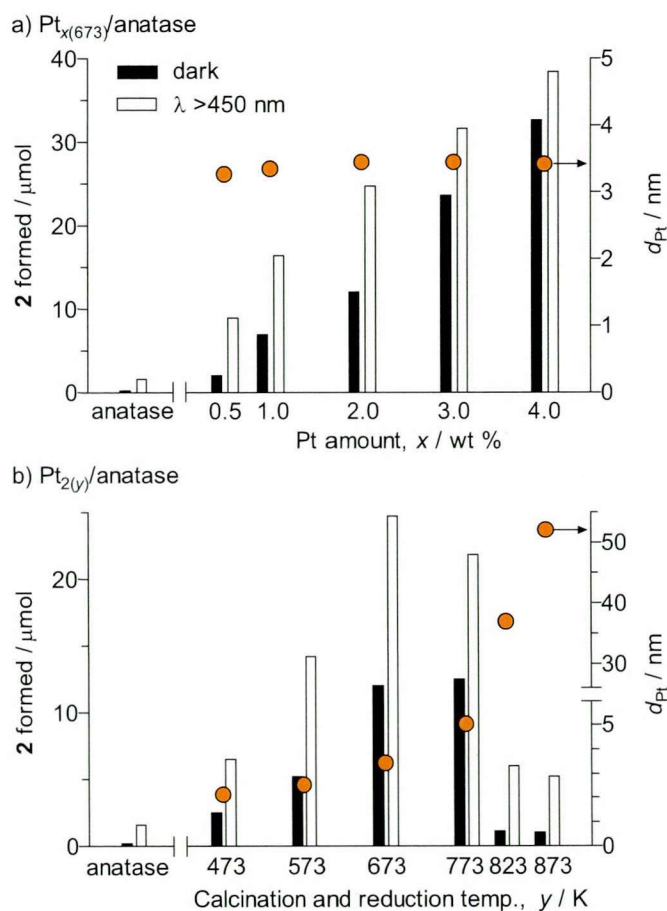 a) Pt x(673)/anatase
dark
λ >450 nm
40
30
20
10
0
2 formed / μmol
5
4
3
2
1
0
d Pt / nm
anatase 0.5 1.0 2.0 3.0 4.0
Pt amount, x / wt %
b) Pt 2(y)/anatase
20
10
0
2 formed / μmol
50
30
5
0
d Pt / nm
anatase 473 573 673 773 823 873
Calcination and reduction temp., y / K